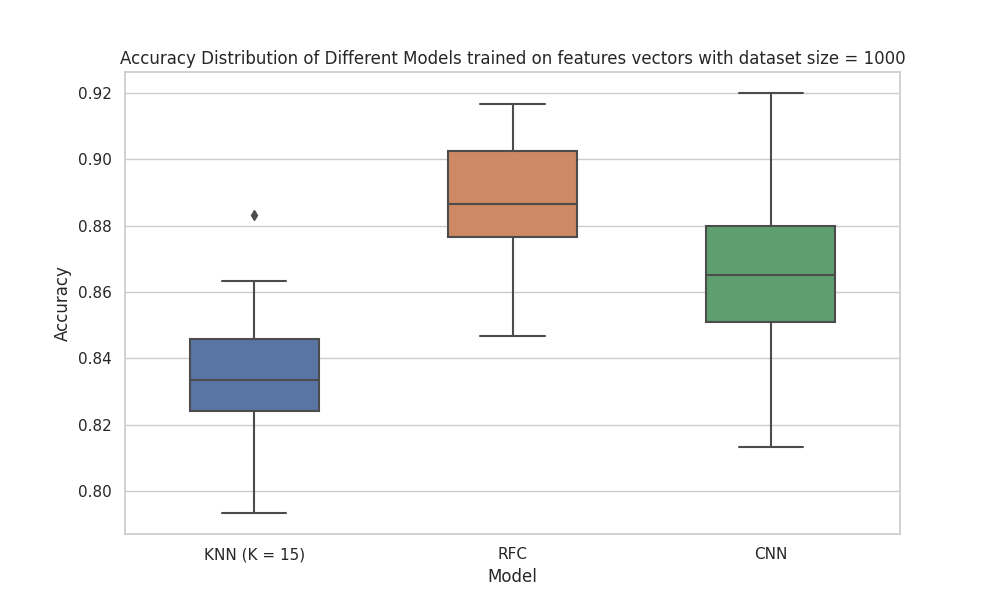 Accuracy Distribution of Different Models trained on features vectors with dataset size = 1000
0.92
0.90
0.88
0.86
0.84
0.82
0.80
Accuracy
KNN (K = 15)
RFC
CNN
Model